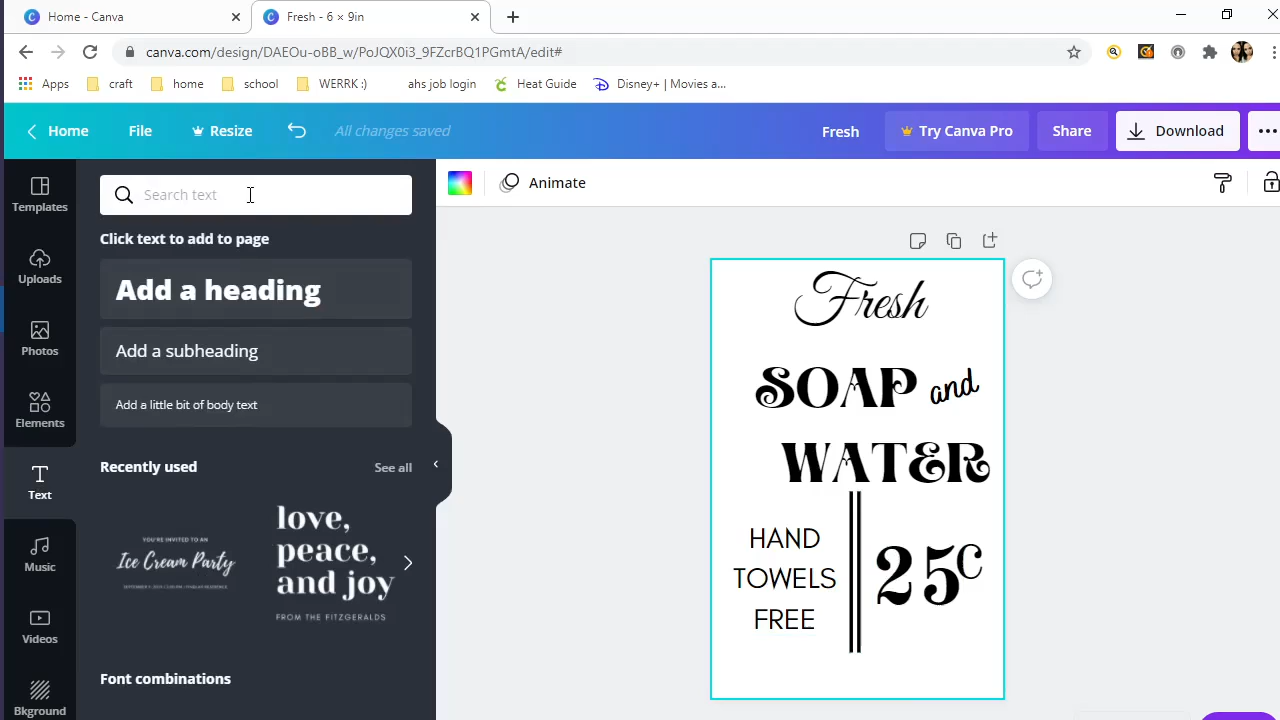 Home - Canva
Fresh - 6 × 9in
canva.com/design/DAEOu-oBB_w/PoJQX0i3_9FZcrBQ1PGmtA/edit#
Apps craft home school WERRK :) ahs job login Heat Guide Disney+ | Movies a...
Home File Resize All changes saved Fresh Try Canva Pro Share Download
Animate
Templates
Uploads
Photos
Elements
Text
Music
Videos
Bkground
Search text
Click text to add to page
Add a heading
Add a subheading
Add a little bit of body text
Recently used See all
YOU'RE INVITED TO AN
Ice Cream Party
love,
peace,
and joy
FROM THE FITZGERALDS
Font combinations
Fresh
SOAP and
WATER
HAND
TOWELS
FREE
25c